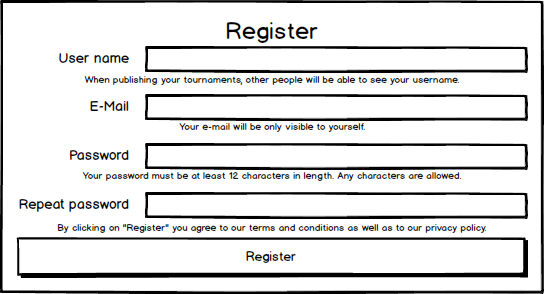 Register
User name
When publishing your tournaments, other people will be able to see your username.
E-Mail
Your e-mail will be only visible to yourself.
Password
Your password must be at least 12 characters in length. Any characters are allowed.
Repeat password
By clicking on "Register" you agree to our terms and conditions as well as to our privacy policy.
Register